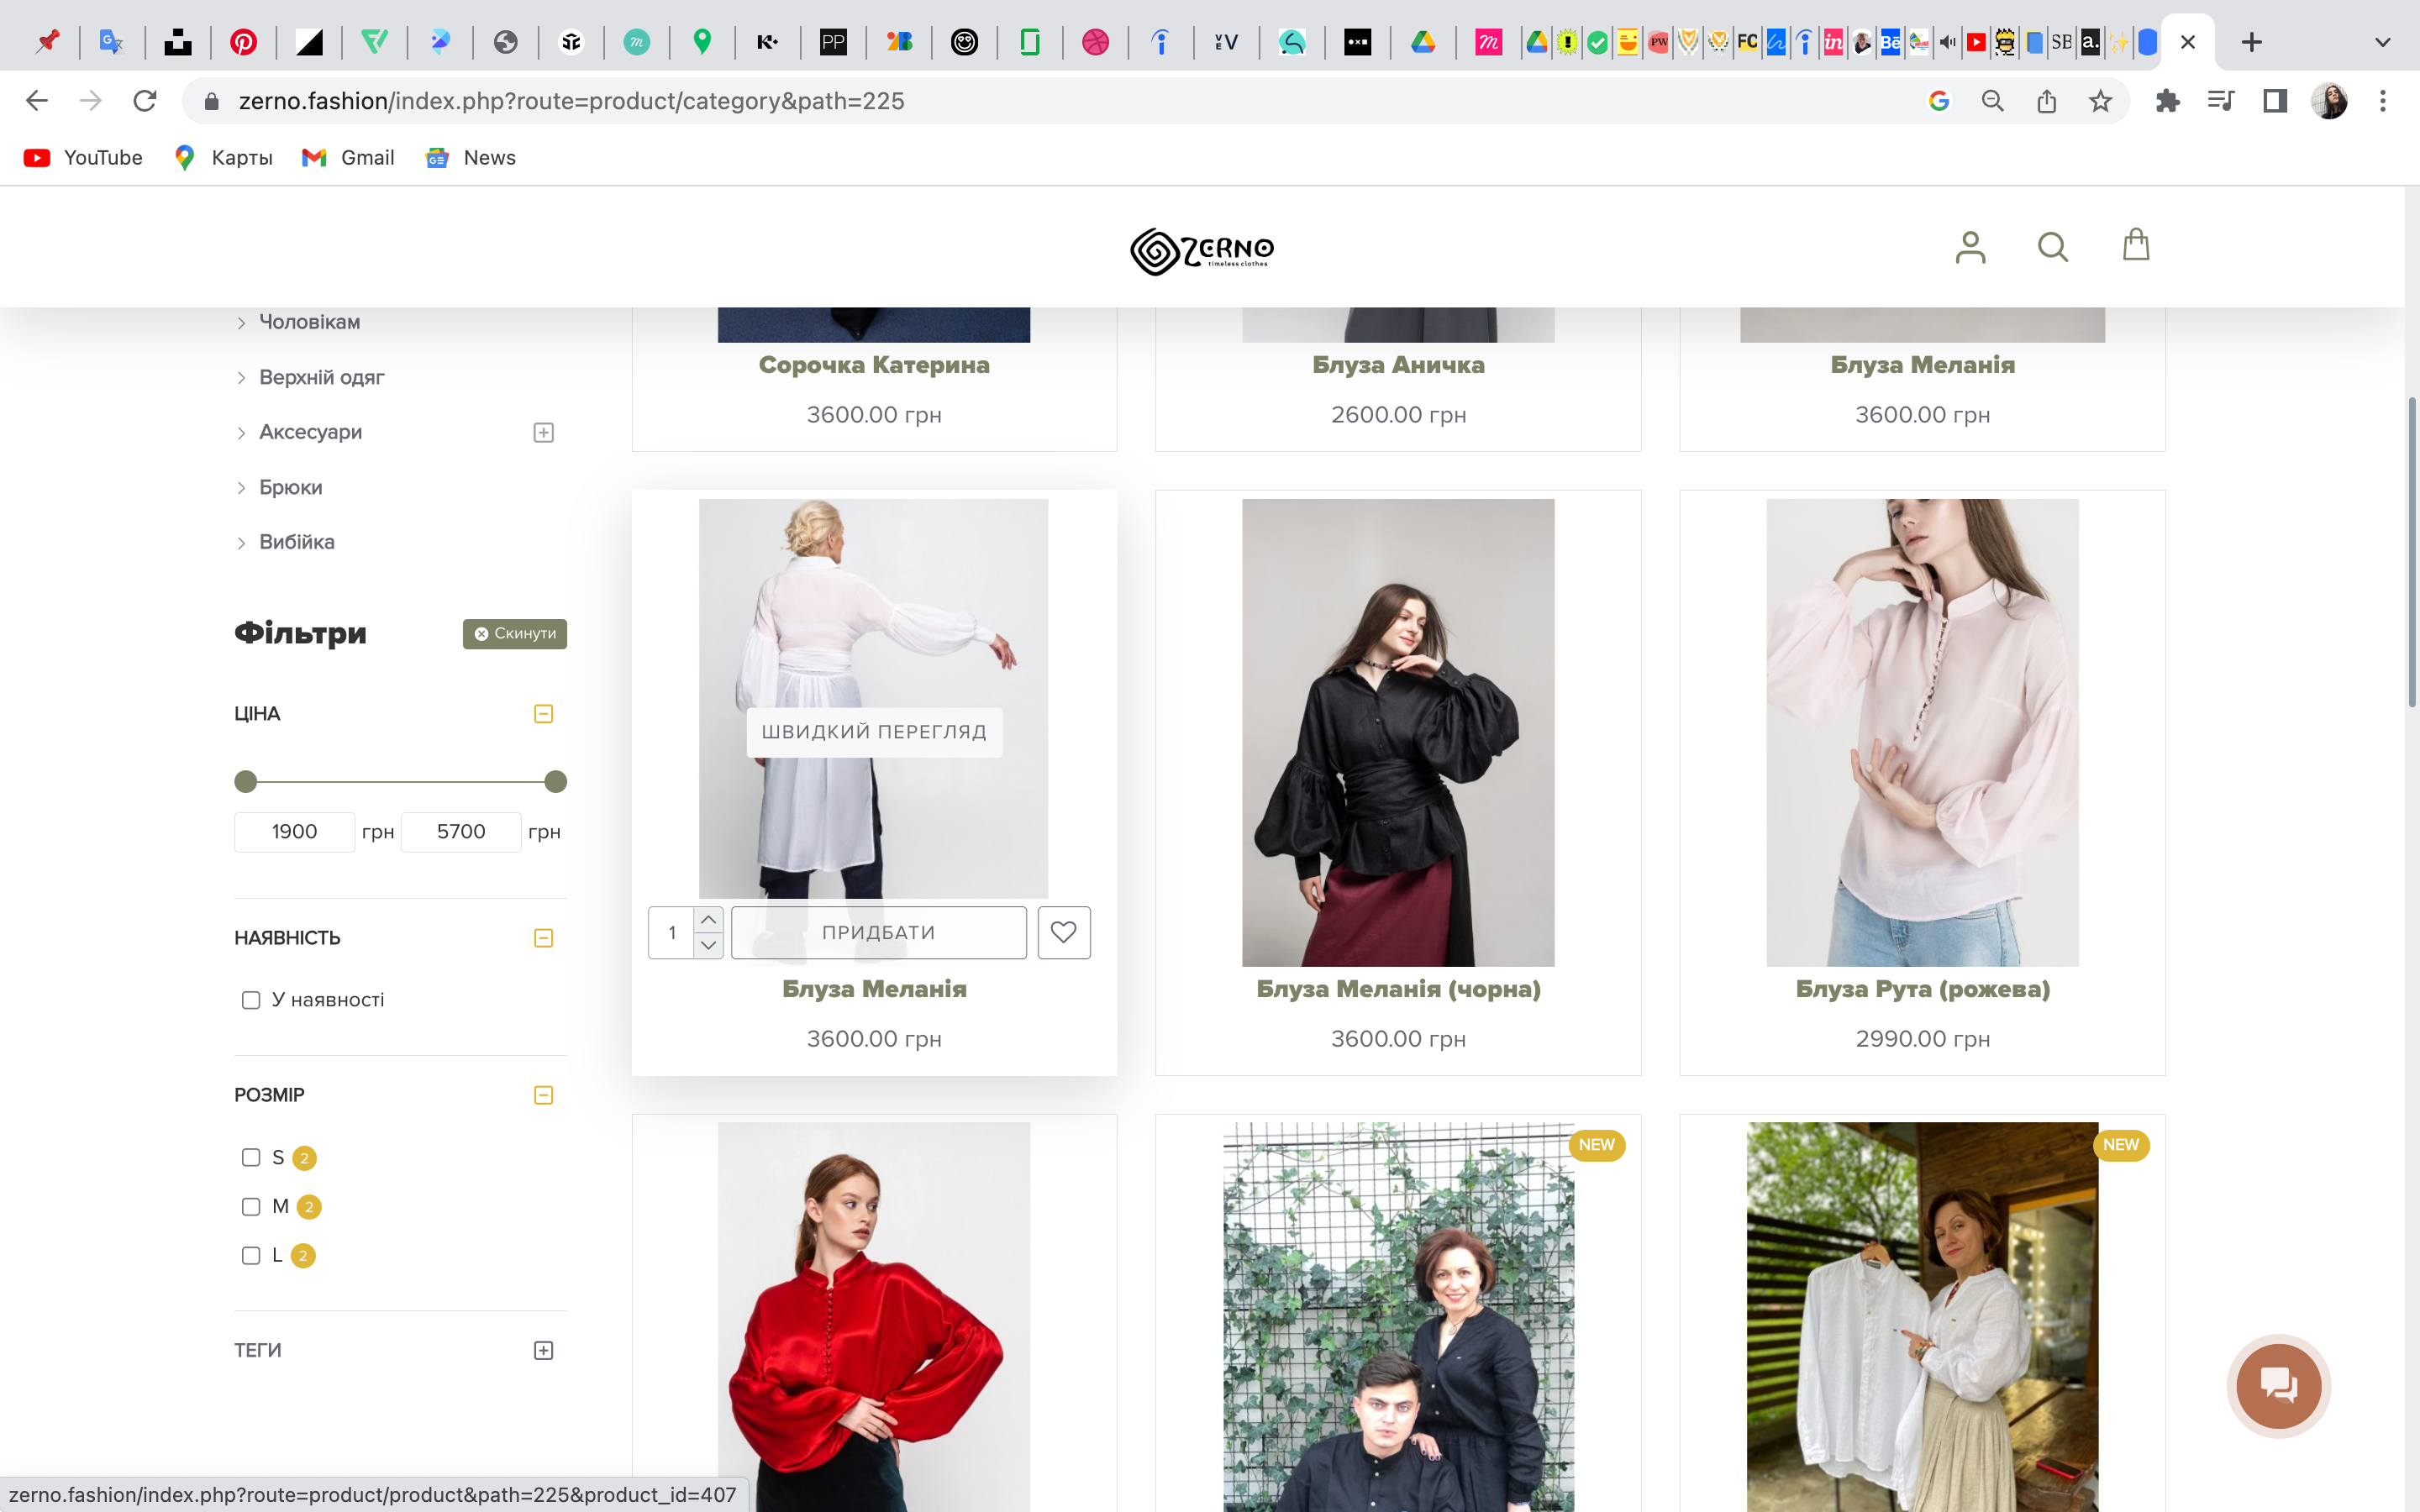 zerno.fashion/index.php?route=product/category&path=225
YouTube
Карты
Gmail
News
ZERNO
timeless clothes
Чоловікам
Верхній одяг
Аксесуари
Брюки
Вибійка
Фільтри
Скинути
ЦІНА
1900 грн 5700 грн
НАЯВНІСТЬ
У наявності
РОЗМІР
S 2
M 2
L 2
ТЕГИ
Сорочка Катерина
3600.00 грн
Блуза Аничка
2600.00 грн
Блуза Меланія
3600.00 грн
ШВИДКИЙ ПЕРЕГЛЯД
1 ПРИДБАТИ
Блуза Меланія
3600.00 грн
Блуза Меланія (чорна)
3600.00 грн
Блуза Рута (рожева)
2990.00 грн
NEW
NEW
zerno.fashion/index.php?route=product/product&path=225&product_id=407